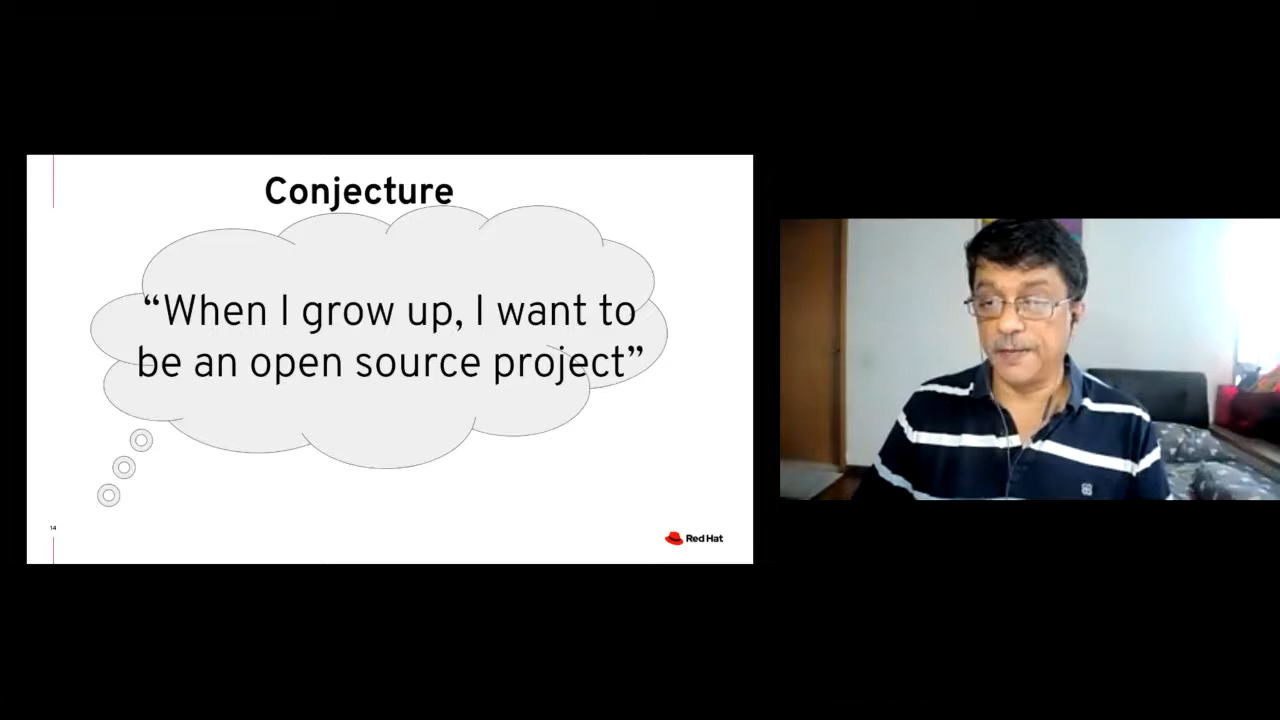 Conjecture
“When I grow up, I want to
be an open source project”
14
Red Hat